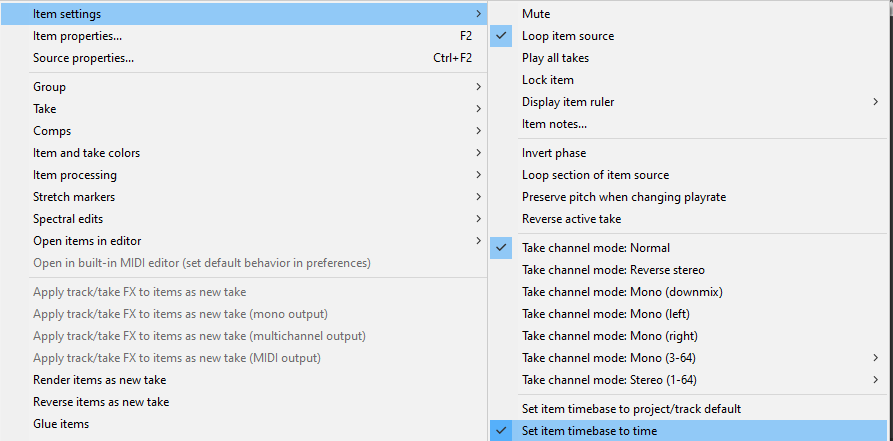 Item settings
Item properties... F2
Source properties... Ctrl+F2
Group
Take
Comps
Item and take colors
Item processing
Stretch markers
Spectral edits
Open items in editor
Open in built-in MIDI editor (set default behavior in preferences)
Apply track/take FX to items as new take
Apply track/take FX to items as new take (mono output)
Apply track/take FX to items as new take (multichannel output)
Apply track/take FX to items as new take (MIDI output)
Render items as new take
Reverse items as new take
Glue items
Mute
Loop item source
Play all takes
Lock item
Display item ruler
Item notes...
Invert phase
Loop section of item source
Preserve pitch when changing playrate
Reverse active take
Take channel mode: Normal
Take channel mode: Reverse stereo
Take channel mode: Mono (downmix)
Take channel mode: Mono (left)
Take channel mode: Mono (right)
Take channel mode: Mono (3-64)
Take channel mode: Stereo (1-64)
Set item timebase to project/track default
Set item timebase to time